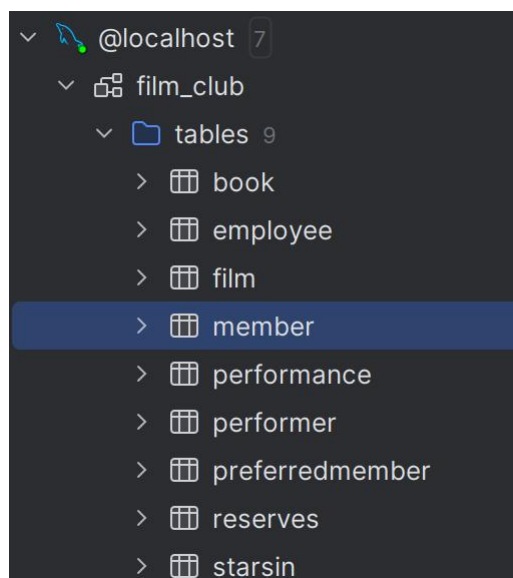 @localhost 7
film_club
tables 9
book
employee
film
member
performance
performer
preferredmember
reserves
starsin